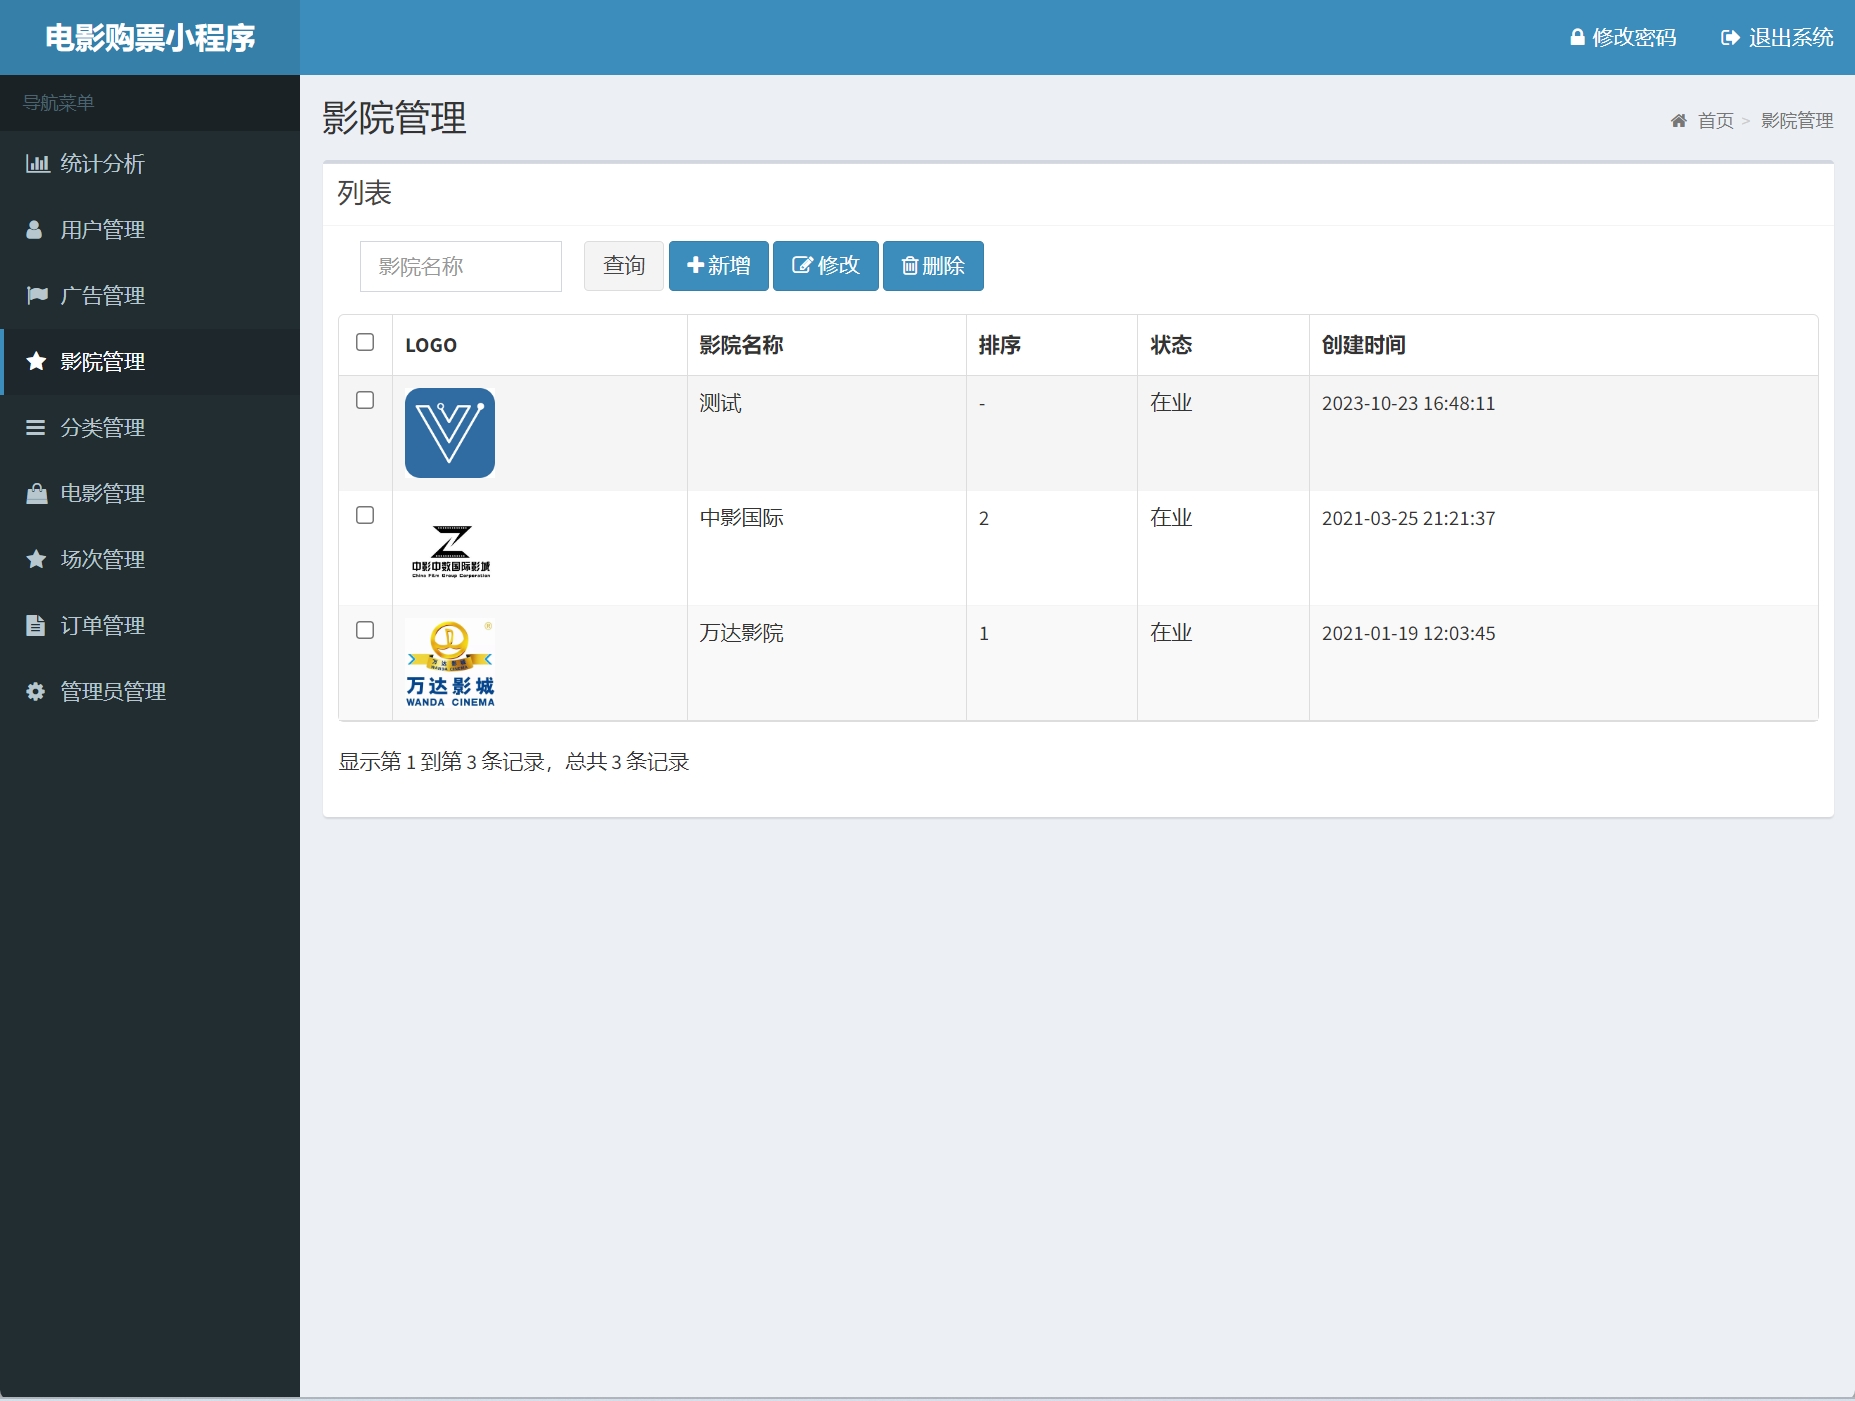 电影购票小程序
修改密码
退出系统
导航菜单
统计分析
用户管理
广告管理
影院管理
分类管理
电影管理
场次管理
订单管理
管理员管理
影院管理
首页 > 影院管理
列表
影院名称
查询
新增
修改
删除
LOGO 影院名称 排序 状态 创建时间
测试 - 在业 2023-10-23 16:48:11
中影中数国际影城
China Film Group Corporation
中影国际 2 在业 2021-03-25 21:21:37
®
万达影城
WANDA CINEMA
万达影城
WANDA CINEMA
万达影院 1 在业 2021-01-19 12:03:45
显示第 1 到第 3 条记录，总共 3 条记录